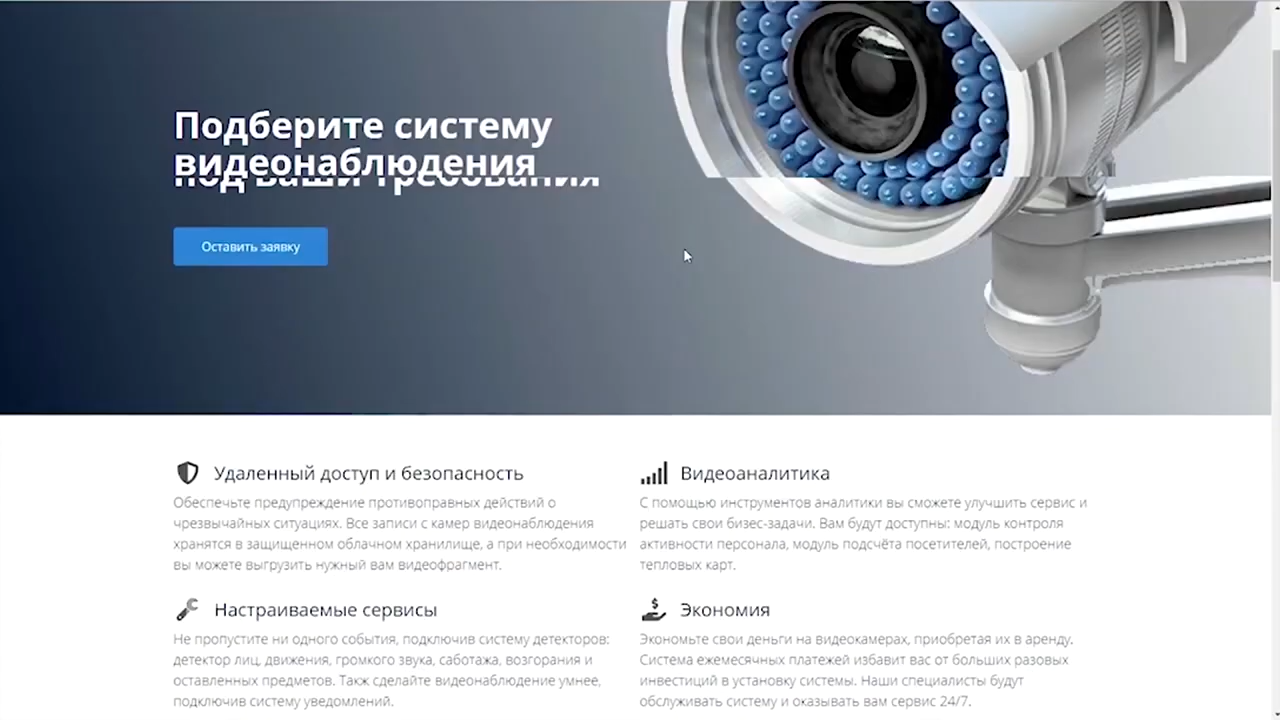 Подберите систему
видеонаблюдения
под ваши требования
Оставить заявку
Удаленный доступ и безопасность
Обеспечьте предупреждение противоправных действий о
чрезвычайных ситуациях. Все записи с камер видеонаблюдения
хранятся в защищенном облачном хранилище, а при необходимости
вы можете выгрузить нужный вам видеофрагмент.
Видеоаналитика
С помощью инструментов аналитики вы сможете улучшить сервис и
решать свои бизес-задачи. Вам будут доступны: модуль контроля
активности персонала, модуль подсчёта посетителей, построение
тепловых карт.
Настраиваемые сервисы
Не пропустите ни одного события, подключив систему детекторов:
детектор лиц, движения, громкого звука, саботажа, возгорания и
оставленных предметов. Такж сделайте видеонаблюдение умнее,
подключив систему уведомлений.
Экономия
Экономьте свои деньги на видеокамерах, приобретая их в аренду.
Система ежемесячных платежей избавит вас от больших разовых
инвестиций в установку системы. Наши специалисты будут
обслуживать систему и оказывать вам сервис 24/7.